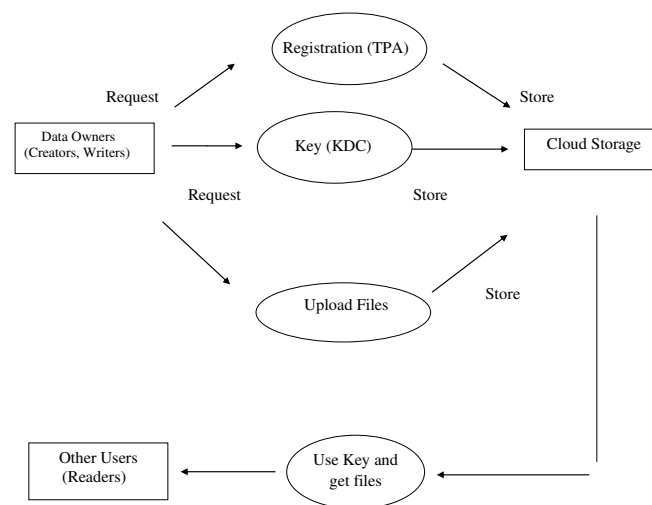 Registration (TPA)
Request
Store
Data Owners
(Creators, Writers)
Key (KDC)
Cloud Storage
Request
Store
Upload Files
Store
Other Users
(Readers)
Use Key and
get files